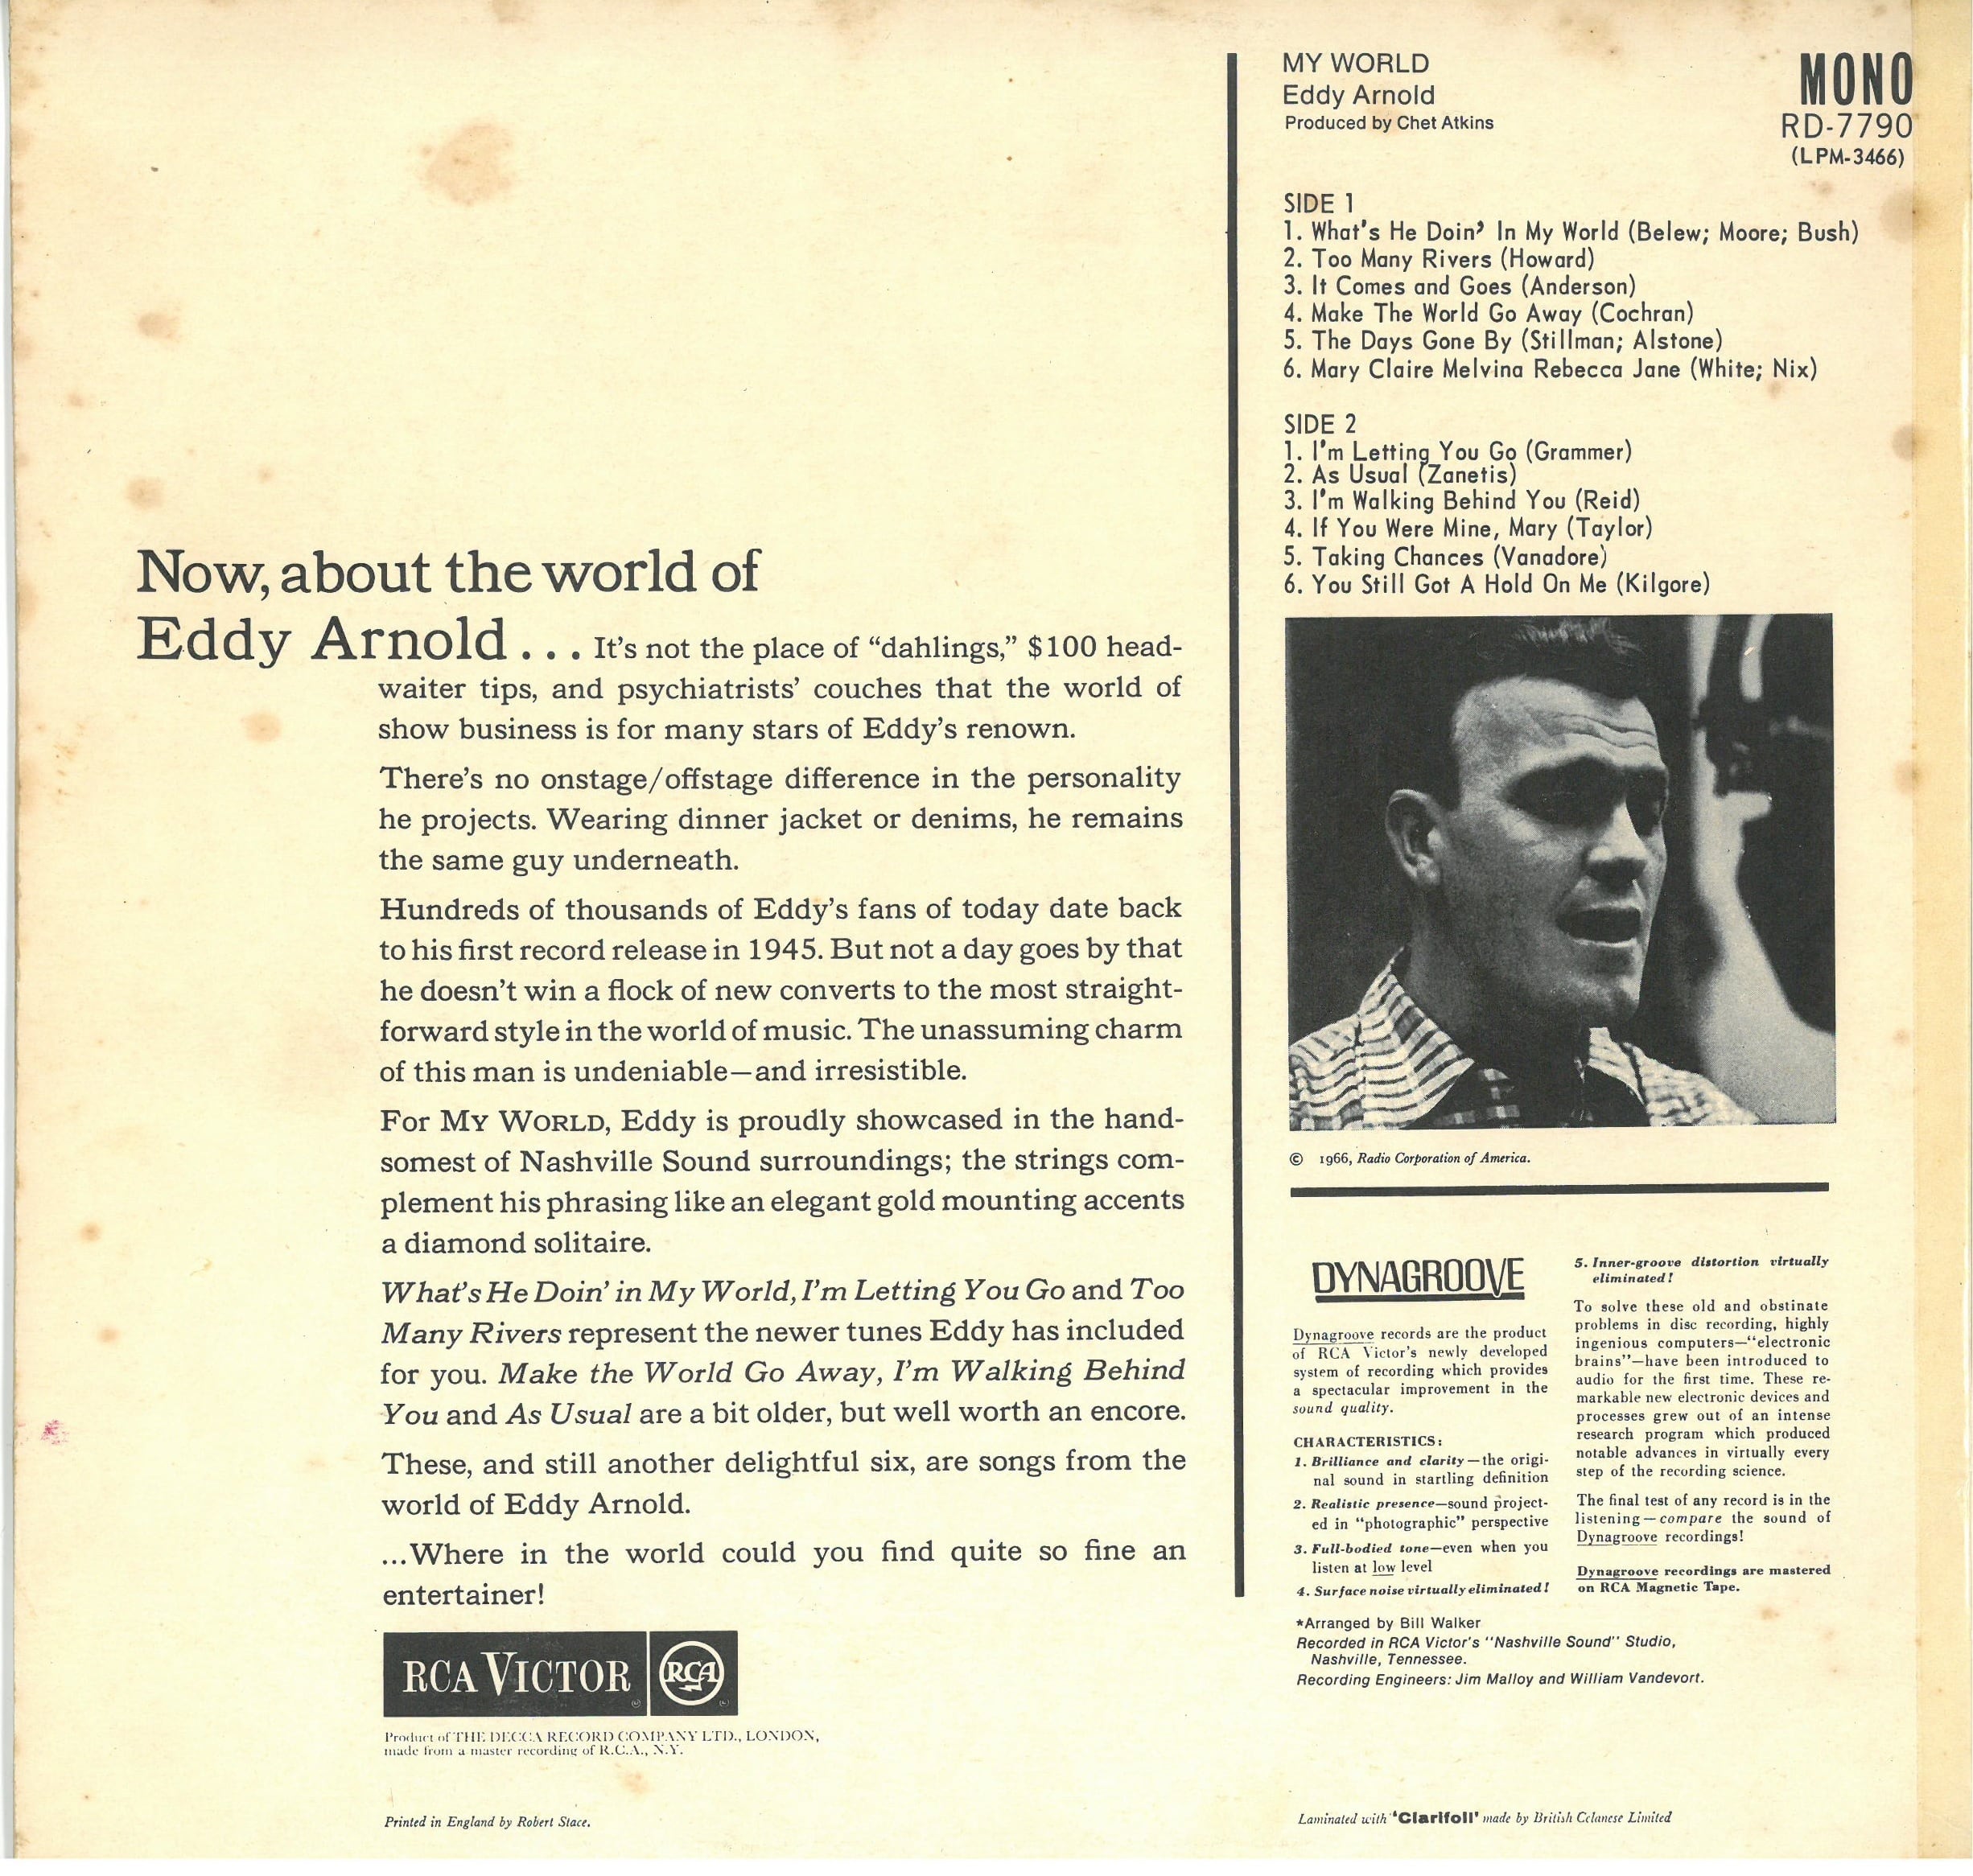 MY WORLD
Eddy Arnold
Produced by Chet Atkins
MONO
RD-7790
(LPM-3466)
SIDE 1
1. What's He Doin' In My World (Belew; Moore; Bush)
2. Too Many Rivers (Howard)
3. It Comes and Goes (Anderson)
4. Make The World Go Away (Cochran)
5. The Days Gone By (Stillman; Alstone)
6. Mary Claire Melvina Rebecca Jane (White; Nix)
SIDE 2
1. I'm Letting You Go (Grammer)
2. As Usual (Zanetis)
3. I'm Walking Behind You (Reid)
4. If You Were Mine, Mary (Taylor)
5. Taking Chances (Vanadore)
6. You Still Got A Hold On Me (Kilgore)
Now, about the world of
Eddy Arnold... It's not the place of “dahlings,” $100 head-
waiter tips, and psychiatrists' couches that the world of
show business is for many stars of Eddy's renown.
There's no onstage/offstage difference in the personality
he projects. Wearing dinner jacket or denims, he remains
the same guy underneath.
Hundreds of thousands of Eddy's fans of today date back
to his first record release in 1945. But not a day goes by that
he doesn't win a flock of new converts to the most straight-
forward style in the world of music. The unassuming charm
of this man is undeniable—and irresistible.
For MY WORLD, Eddy is proudly showcased in the hand-
somest of Nashville Sound surroundings; the strings com-
plement his phrasing like an elegant gold mounting accents
a diamond solitaire.
What's He Doin' in My World, I'm Letting You Go and Too
Many Rivers represent the newer tunes Eddy has included
for you. Make the World Go Away, I'm Walking Behind
You and As Usual are a bit older, but well worth an encore.
These, and still another delightful six, are songs from the
world of Eddy Arnold.
...Where in the world could you find quite so fine an
entertainer!
RCA VICTOR
RCA
Product of THE DECCA RECORD COMPANY LTD., LONDON,
made from a master recording of R.C.A., N.Y.
Printed in England by Robert Stace.
© 1966, Radio Corporation of America.
DYNAGROOVE
Dynagroove records are the product
of RCA Victor's newly developed
system of recording which provides
a spectacular improvement in the
sound quality.
CHARACTERISTICS:
1. Brilliance and clarity—the origi-
nal sound in startling definition
2. Realistic presence—sound project-
ed in “photographic” perspective
3. Full-bodied tone—even when you
listen at low level
4. Surface noise virtually eliminated!
5. Inner-groove distortion virtually
eliminated!
To solve these old and obstinate
problems in disc recording, highly
ingenious computers—“electronic
brains”—have been introduced to
audio for the first time. These re-
markable new electronic devices and
processes grew out of an intense
research program which produced
notable advances in virtually every
step of the recording science.
The final test of any record is in the
listening—compare the sound of
Dynagroove recordings!
Dynagroove recordings are mastered
on RCA Magnetic Tape.
*Arranged by Bill Walker
Recorded in RCA Victor's "Nashville Sound" Studio,
Nashville, Tennessee.
Recording Engineers: Jim Malloy and William Vandevort.
Laminated with 'Clarifoil' made by British Celanese Limited